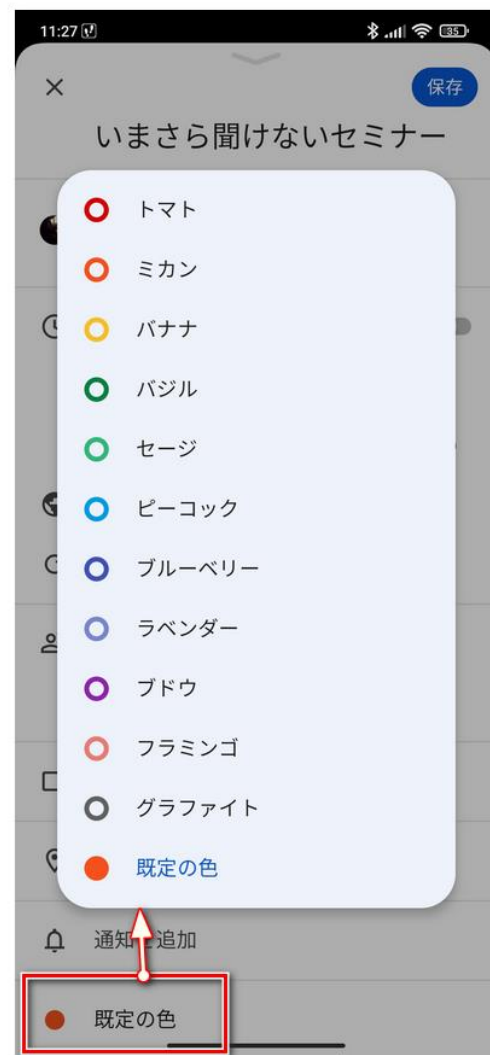 11:27
35
保存
いまさら聞けないセミナー
トマト
ミカン
バナナ
バジル
セージ
ピーコック
ブルーベリー
ラベンダー
ブドウ
フラミンゴ
グラファイト
既定の色
通知を追加
既定の色